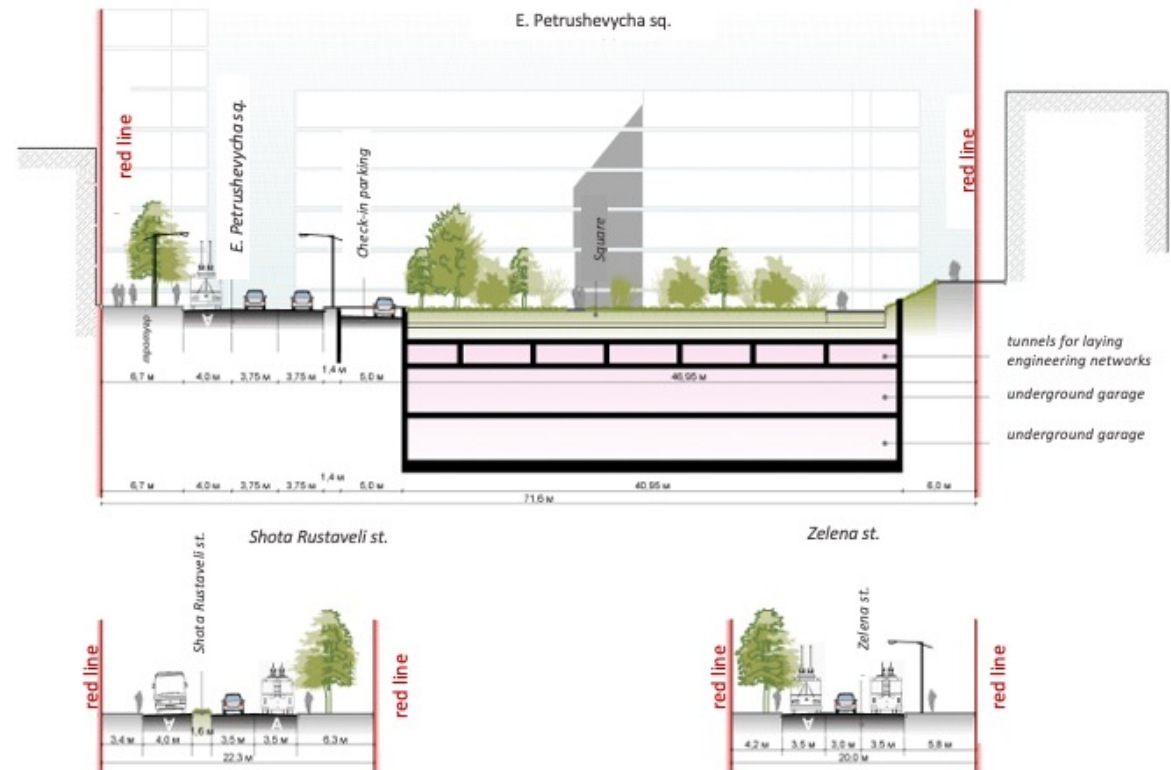 E. Petrushevycha sq.
red line
E. Petrushevycha sq.
Check-in parking
Square
red line
тротуар
tunnels for laying
engineering networks
underground garage
underground garage
6,7 м 4,0 м 3,75 м 3,75 м 1,4 м 5,0 м 46,95 м
6,7 м 4,0 м 3,75 м 3,75 м 1,4 м 5,0 м 40,95 м 6,0 м
71,6 м
Shota Rustaveli st.
Shota Rustaveli st.
red line
red line
A
A
3,4 м 4,0 м 1,6 м 3,5 м 3,5 м 6,3 м
22,3 м
Zelena st.
Zelena st.
red line
red line
A
4,2 м 3,5 м 3,0 м 3,5 м 5,8 м
20,0 м